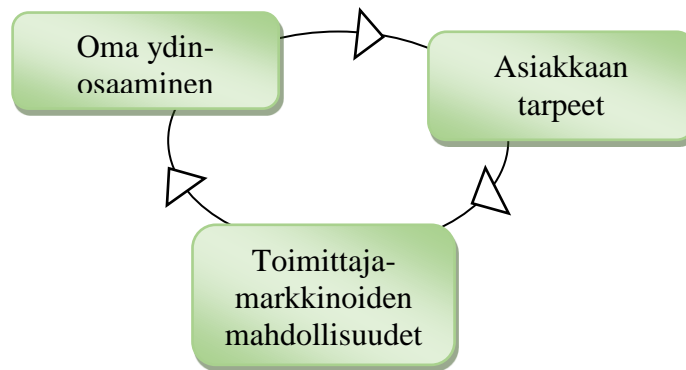 Oma ydin-
osaaminen
Asiakkaan
tarpeet
Toimittaja-
markkinoiden
mahdollisuudet